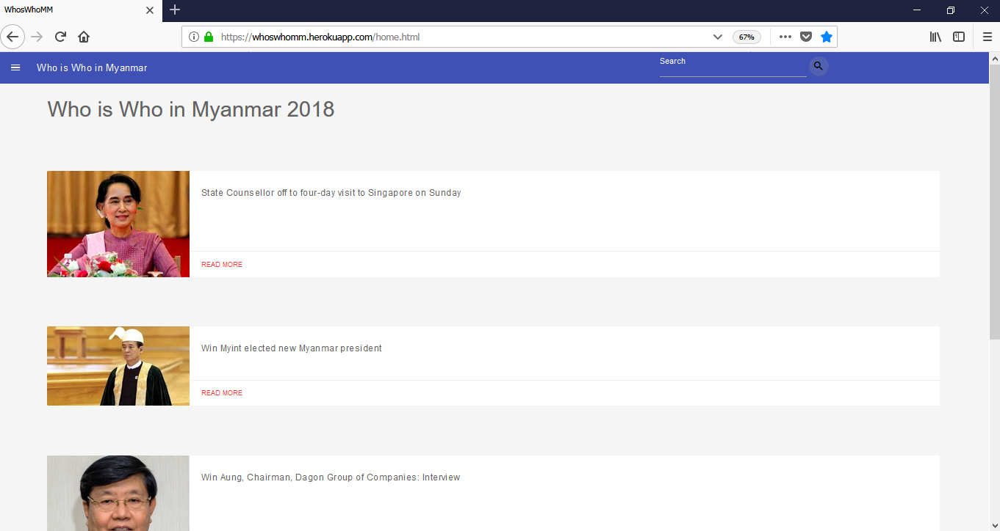 WhosWhoMM
https://whoswhomm.herokuapp.com/home.html
67%
Who is Who in Myanmar
Search
Who is Who in Myanmar 2018
State Counsellor off to four-day visit to Singapore on Sunday
READ MORE
Win Myint elected new Myanmar president
READ MORE
Win Aung, Chairman, Dagon Group of Companies: Interview